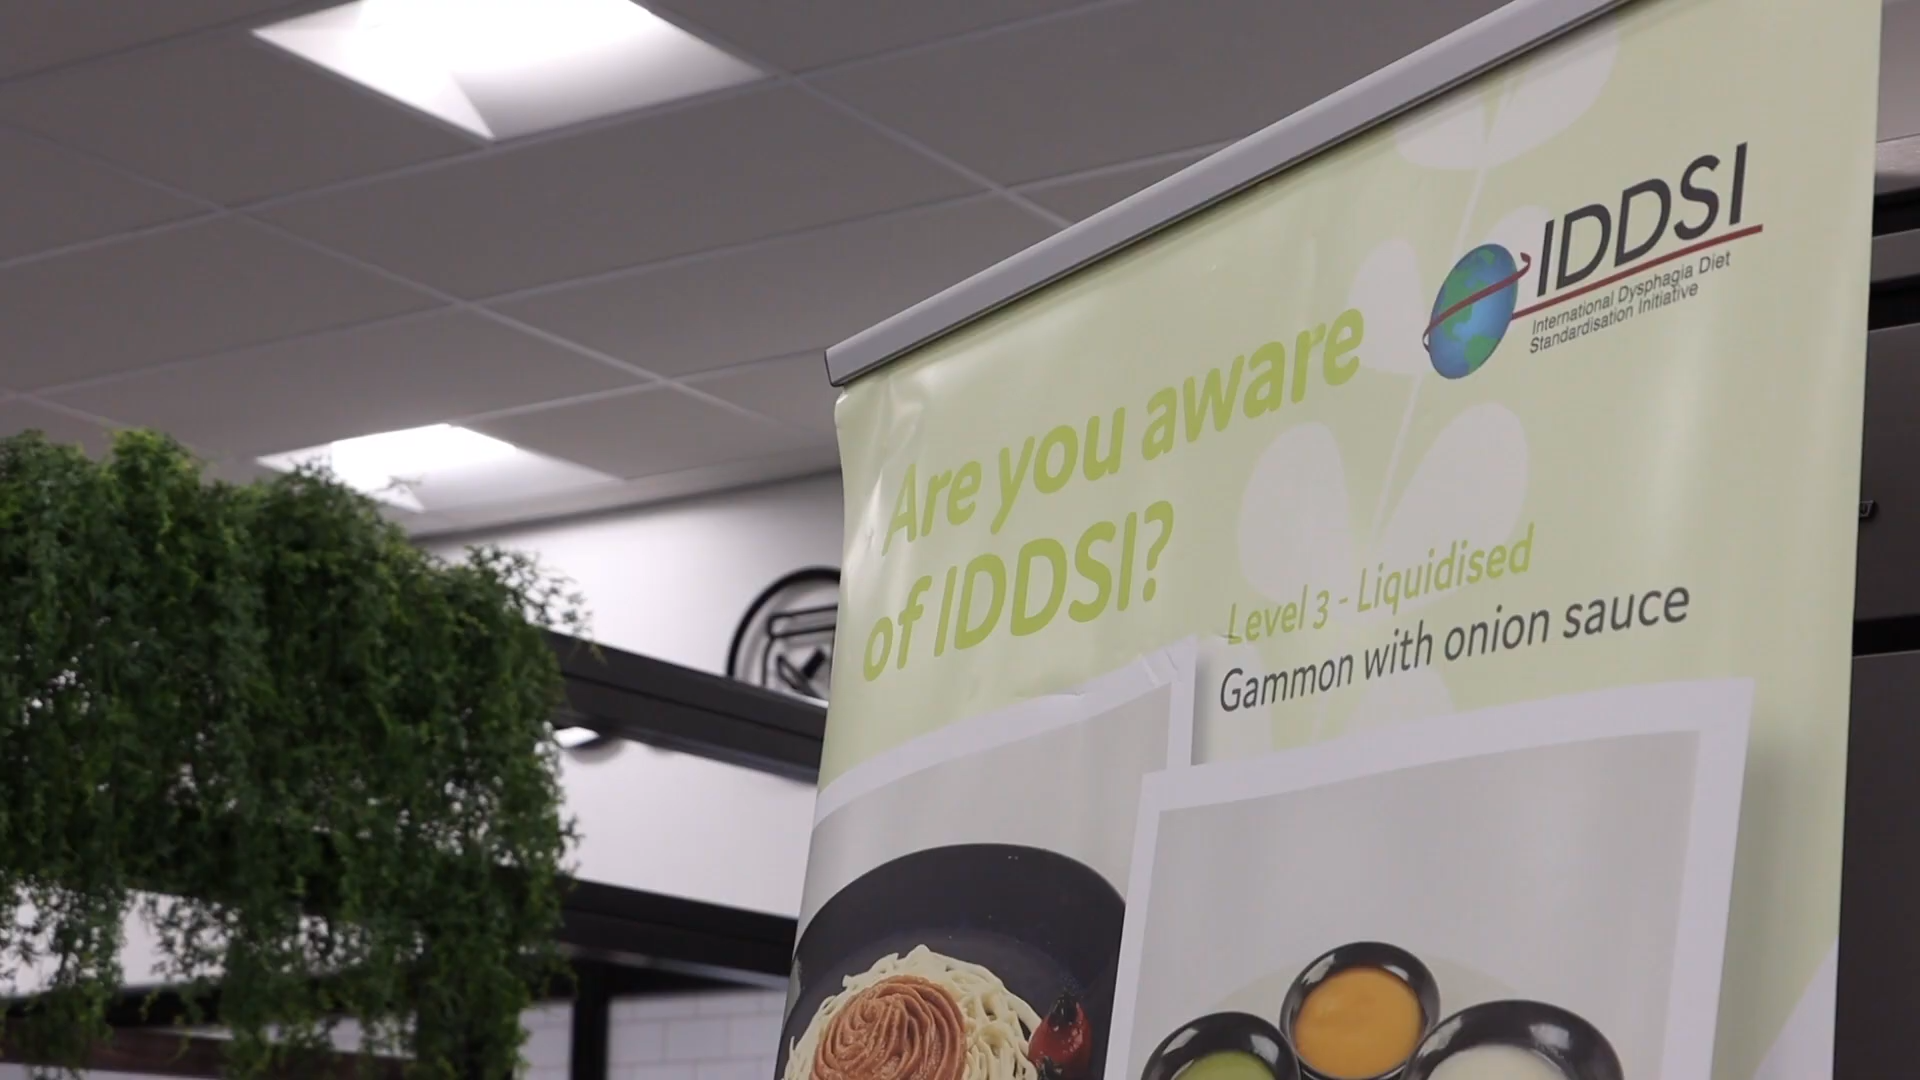 IDDSI
International Dysphagia Diet
Standardisation Initiative
Are you aware
of IDDSI?
Level 3 - Liquidised
Gammon with onion sauce